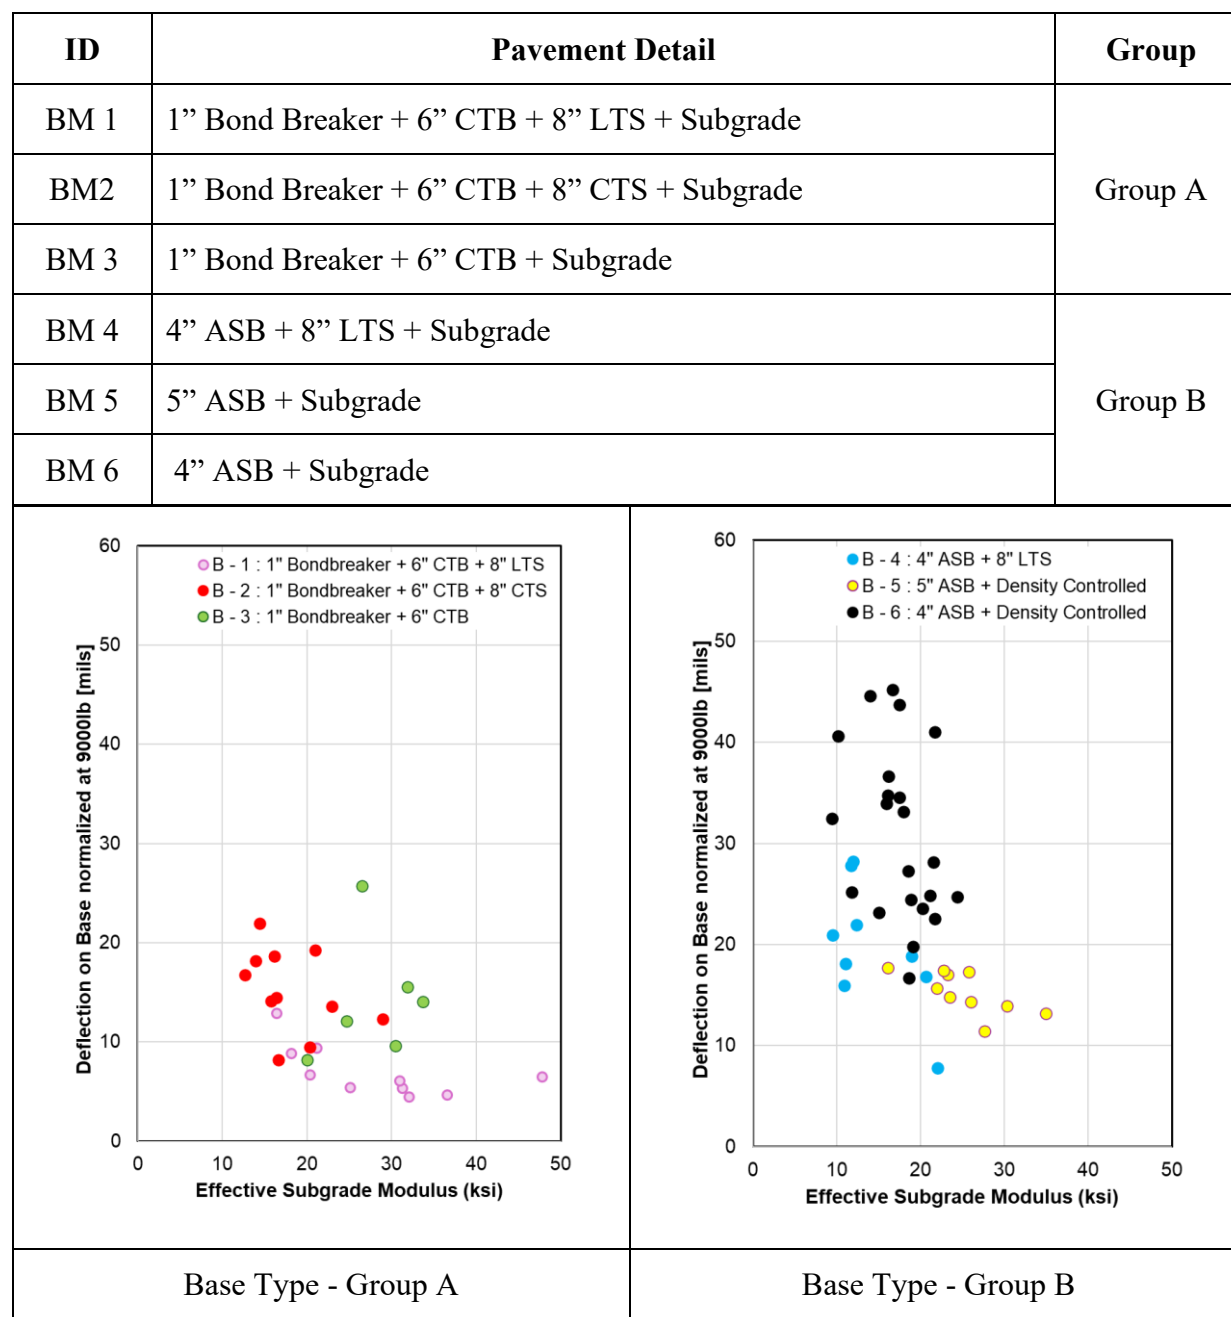 ID Pavement Detail Group
BM 1 1” Bond Breaker + 6” CTB + 8” LTS + Subgrade
BM2 1” Bond Breaker + 6” CTB + 8” CTS + Subgrade
Group A
BM 3 1” Bond Breaker + 6” CTB + Subgrade
BM 4 4” ASB + 8” LTS + Subgrade
BM 5 5” ASB + Subgrade
Group B
BM 6 4” ASB + Subgrade
B - 1 : 1" Bondbreaker + 6" CTB + 8" LTS
B - 2 : 1" Bondbreaker + 6" CTB + 8" CTS
B - 3 : 1" Bondbreaker + 6" CTB
60
50
40
30
20
10
0
Deflection on Base normalized at 9000lb [mils]
0 10 20 30 40 50
Effective Subgrade Modulus (ksi)
B - 4 : 4" ASB + 8" LTS
B - 5 : 5" ASB + Density Controlled
B - 6 : 4" ASB + Density Controlled
60
50
40
30
20
10
0
Deflection on Base normalized at 9000lb [mils]
0 10 20 30 40 50
Effective Subgrade Modulus (ksi)
Base Type - Group A
Base Type - Group B